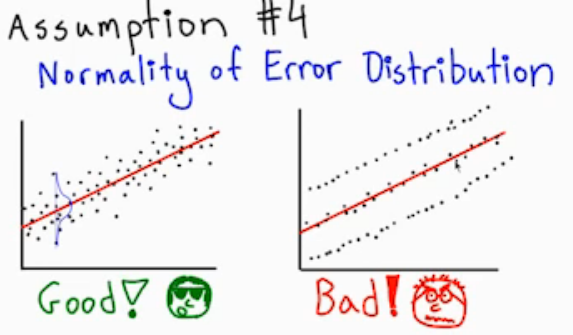 Assumption #4
Normality of Error Distribution
Good!
Bad!